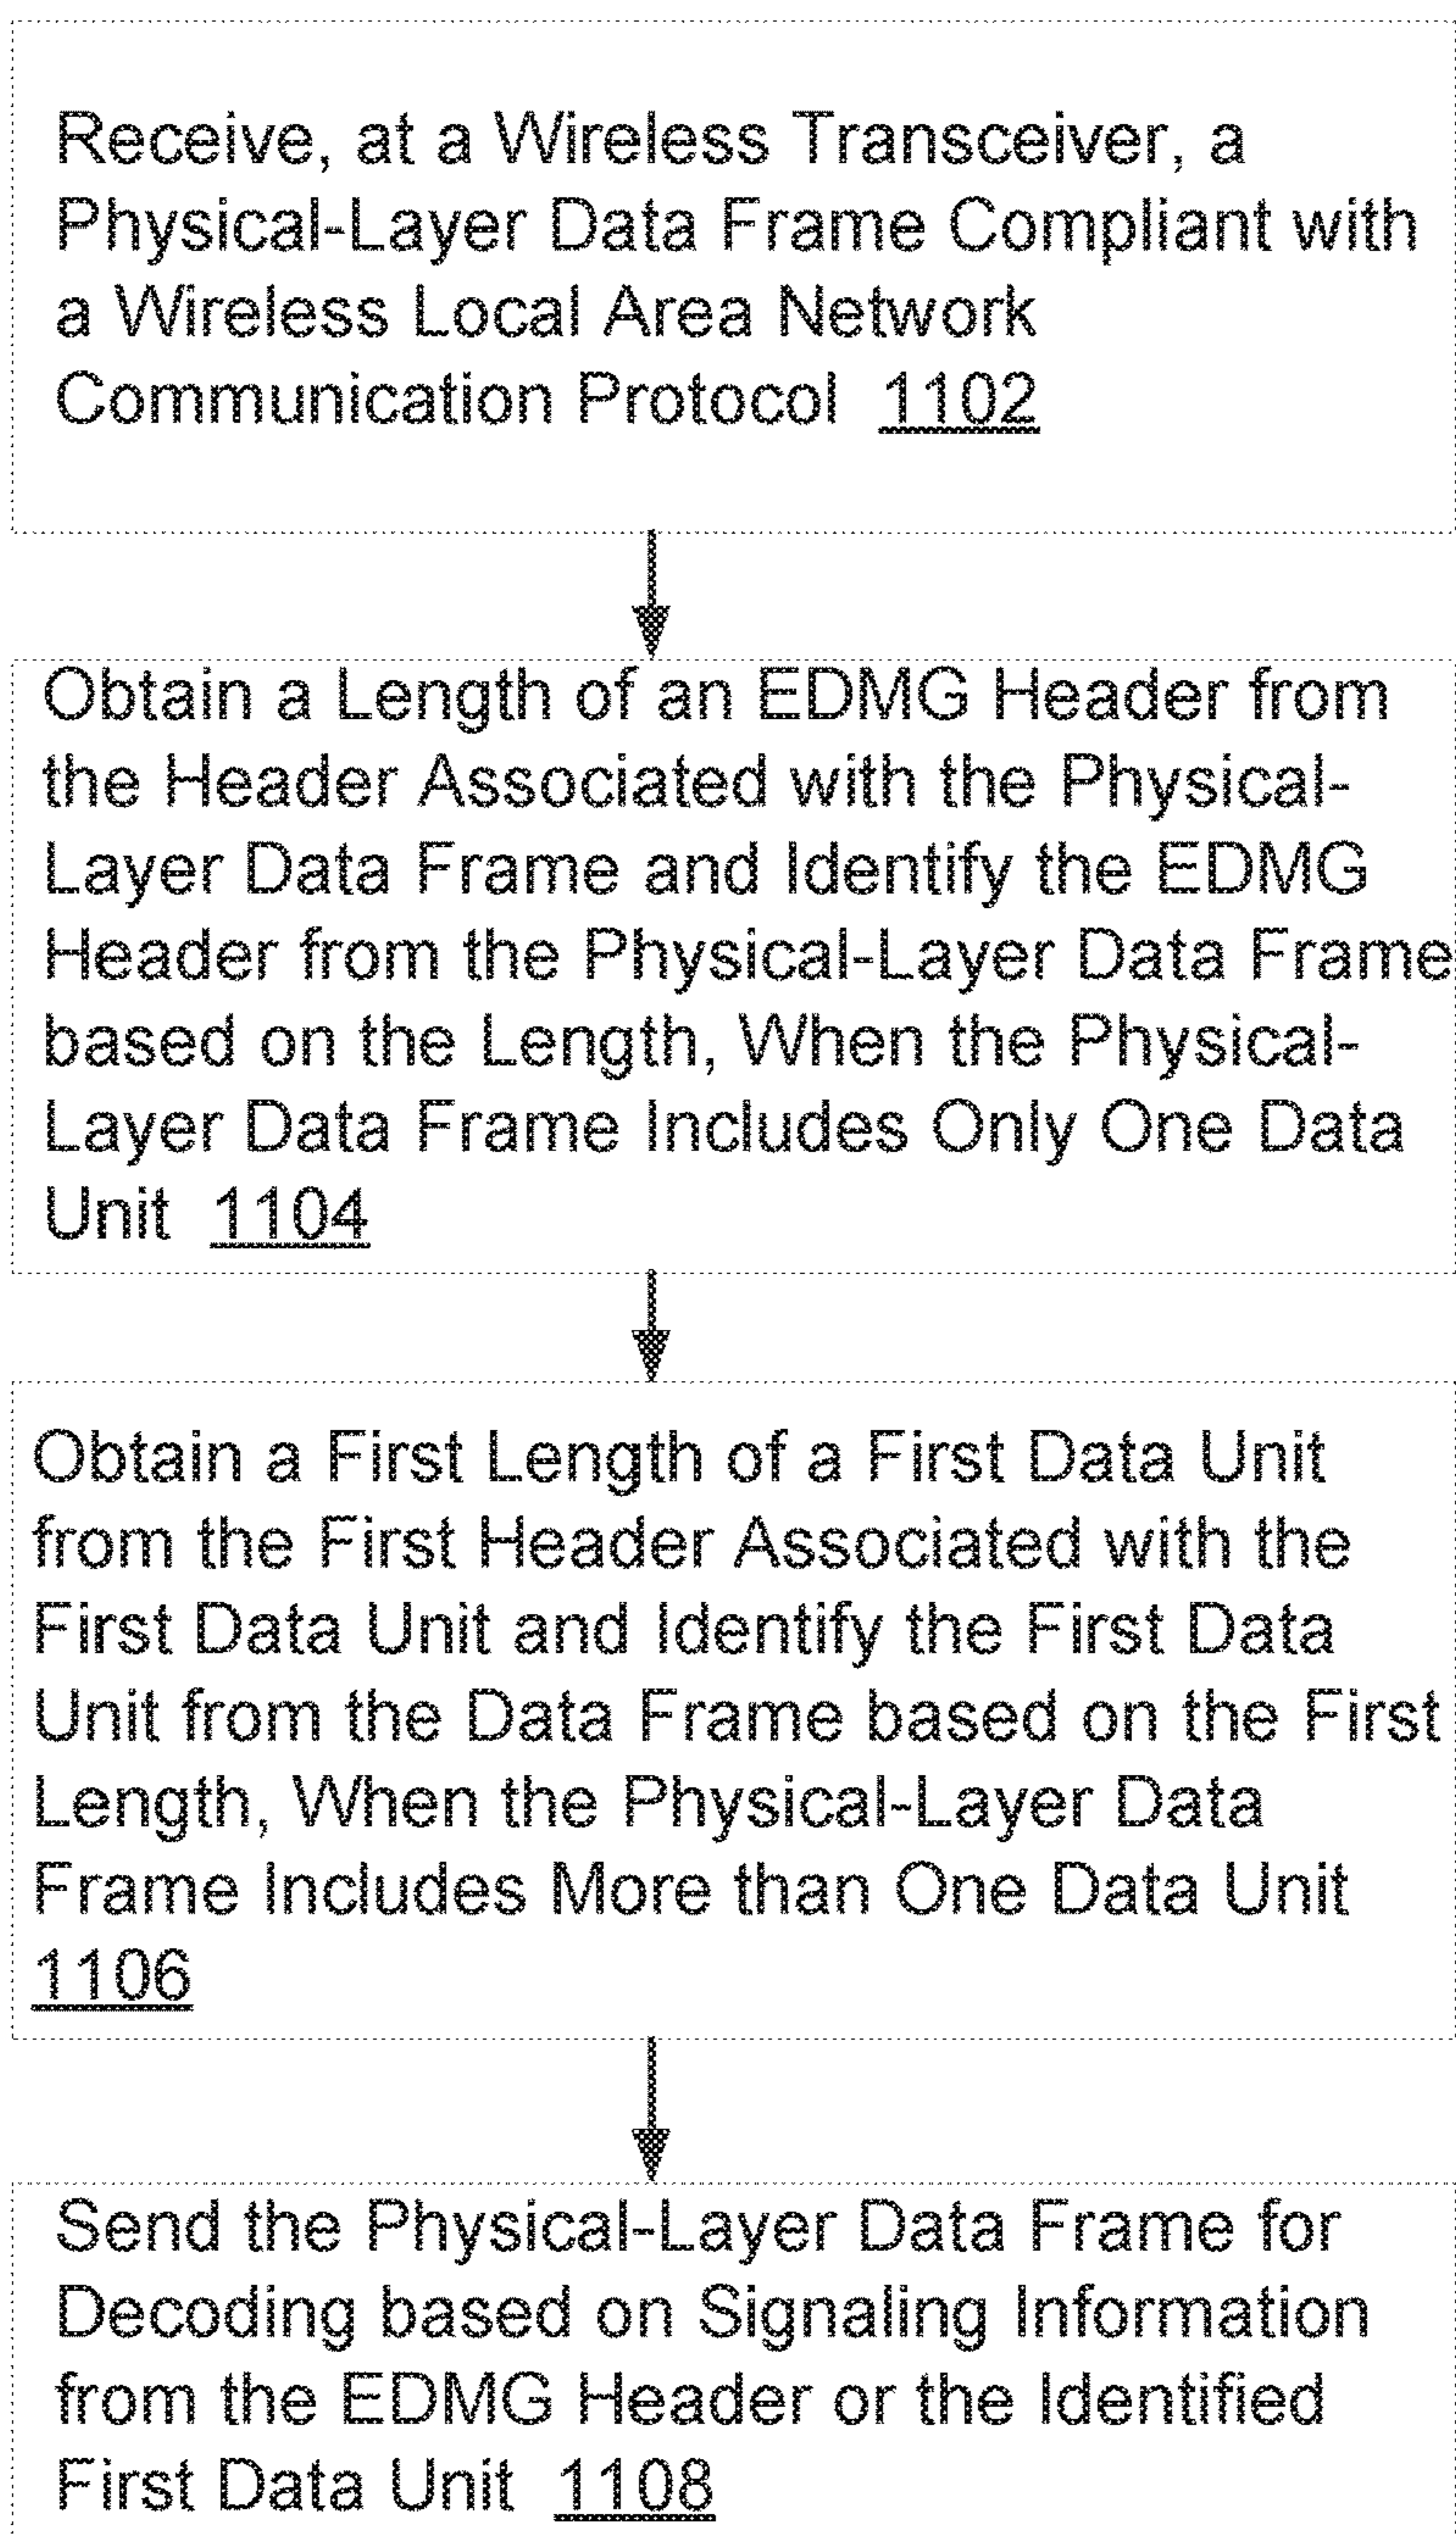 Receive, at a Wireless Transceiver, a
Physical-Layer Data Frame Compliant with
a Wireless Local Area Network
Communication Protocol 1102
Obtain a Length of an EDMG Header from
the Header Associated with the Physical-
Layer Data Frame and Identify the EDMG
Header from the Physical-Layer Data Frame
based on the Length, When the Physical-
Layer Data Frame Includes Only One Data
Unit 1104
Obtain a First Length of a First Data Unit
from the First Header Associated with the
First Data Unit and Identify the First Data
Unit from the Data Frame based on the First
Length, When the Physical-Layer Data
Frame Includes More than One Data Unit
1106
Send the Physical-Layer Data Frame for
Decoding based on Signaling Information
from the EDMG Header or the Identified
First Data Unit 1108